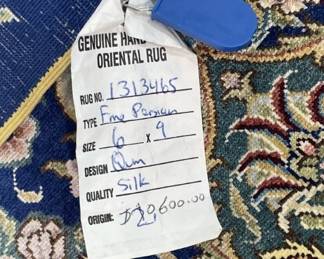 GENUINE HAND
ORIENTAL RUG
RUG NO. 1313465
TYPE Fine Persian
SIZE 6 X 9
DESIGN Qum
QUALITY Silk
ORIGIN: